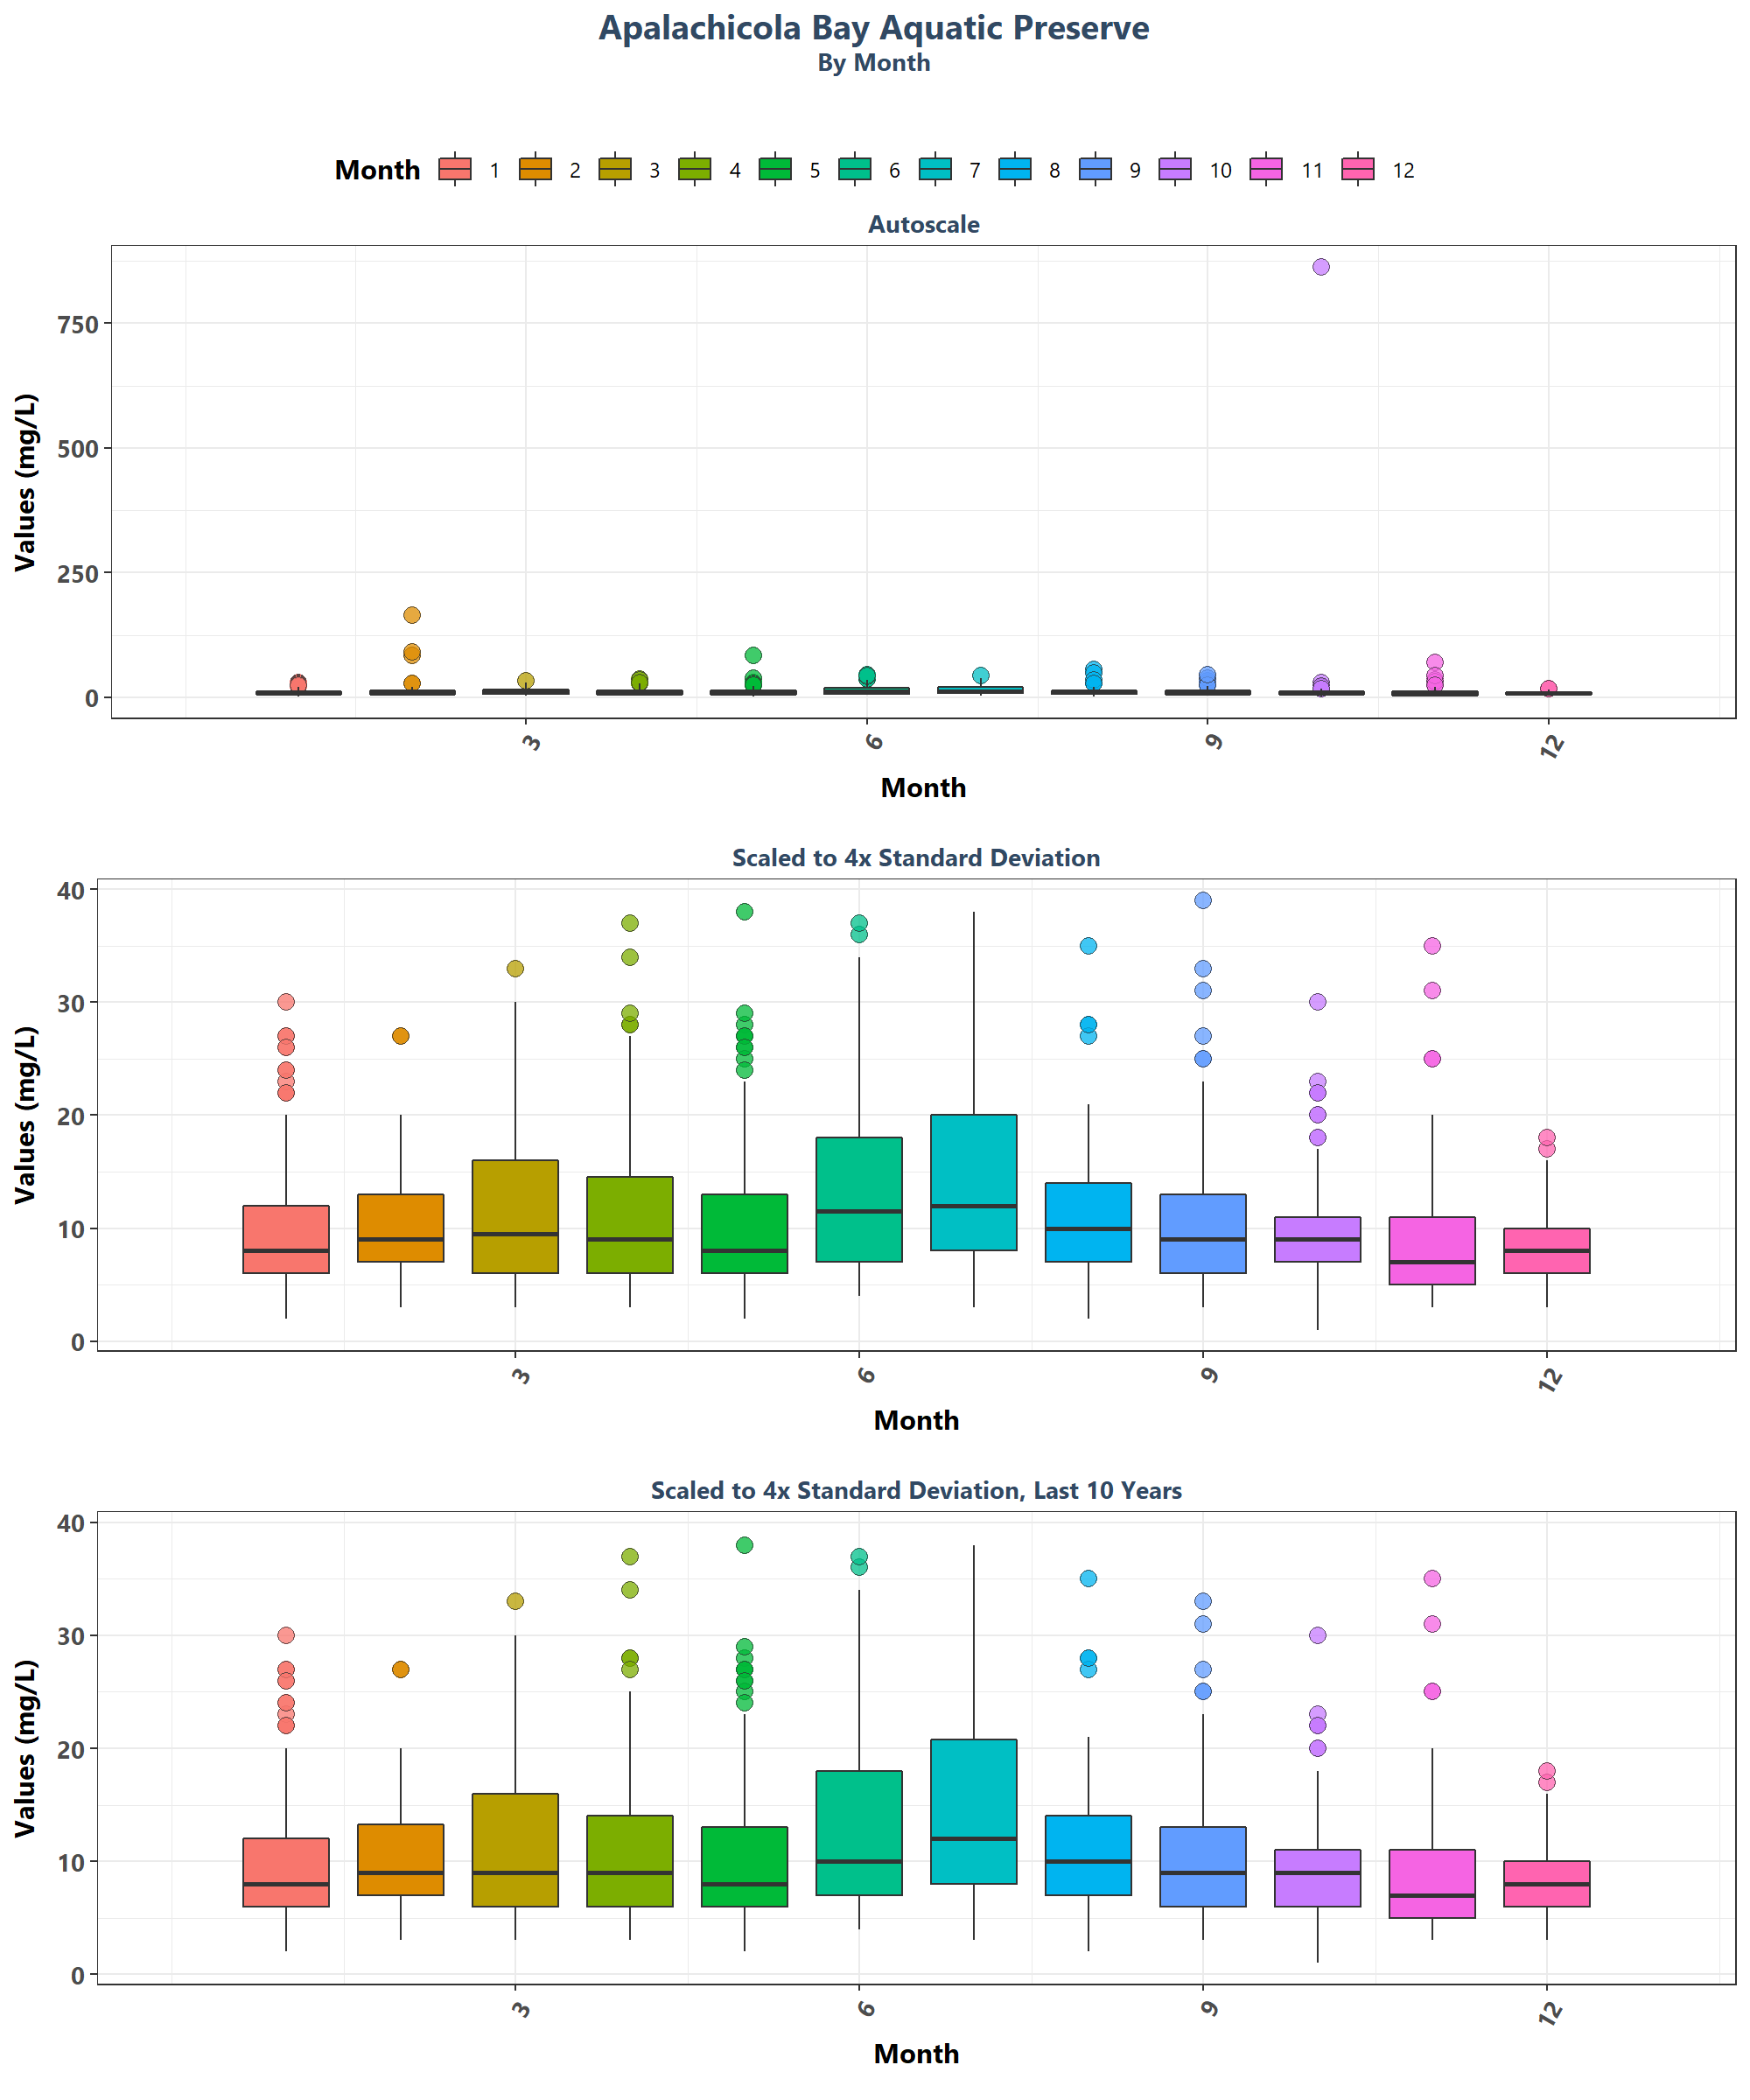 Apalachicola Bay Aquatic Preserve
By Month
Month 1 2 3 4 5 6 7 8 9 10 11 12
Autoscale
Values (mg/L)
750
500
250
0
3 6 9 12
Month
Scaled to 4x Standard Deviation
Values (mg/L)
40
30
20
10
0
3 6 9 12
Month
Scaled to 4x Standard Deviation, Last 10 Years
Values (mg/L)
40
30
20
10
0
3 6 9 12
Month